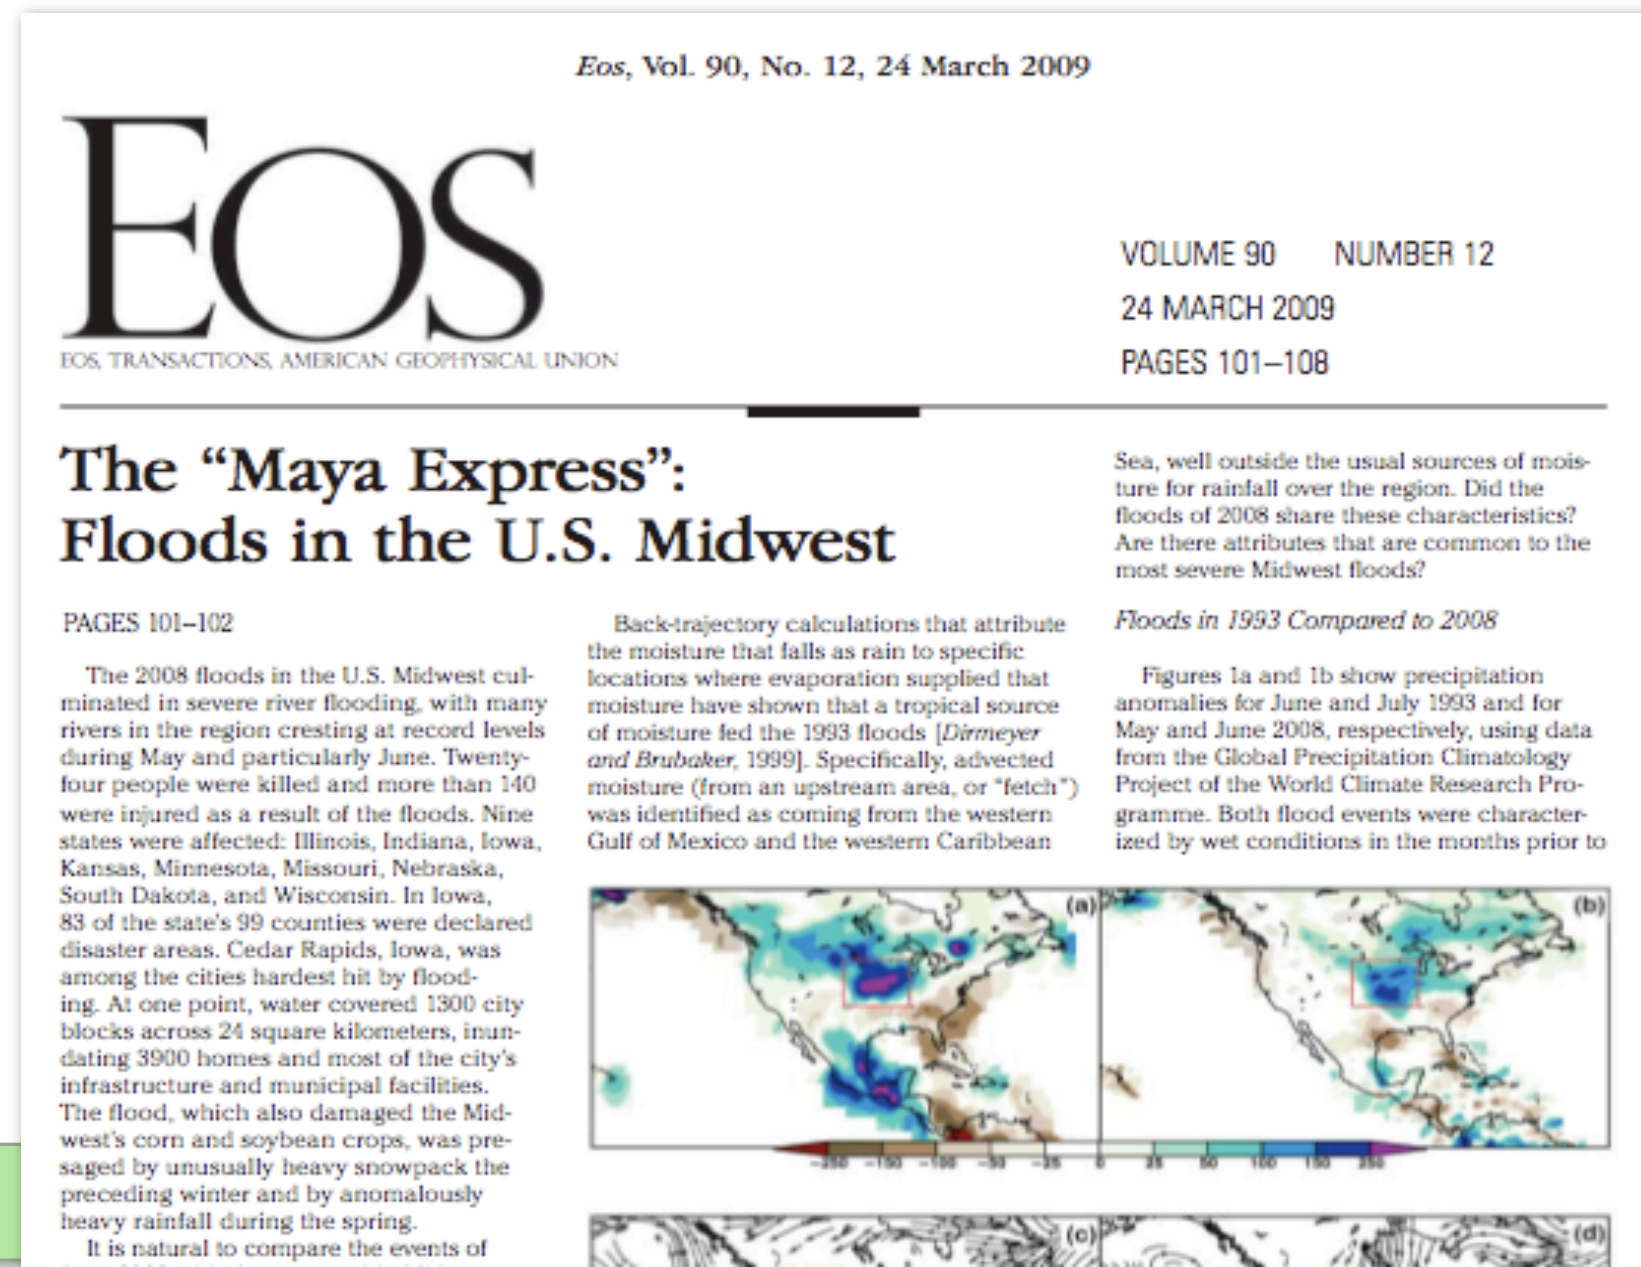 Eos, Vol. 90, No. 12, 24 March 2009
EOS
EOS, TRANSACTIONS, AMERICAN GEOPHYSICAL UNION
VOLUME 90 NUMBER 12
24 MARCH 2009
PAGES 101–108
The “Maya Express”:
Floods in the U.S. Midwest
PAGES 101–102
The 2008 floods in the U.S. Midwest cul-
minated in severe river flooding, with many
rivers in the region cresting at record levels
during May and particularly June. Twenty-
four people were killed and more than 140
were injured as a result of the floods. Nine
states were affected: Illinois, Indiana, Iowa,
Kansas, Minnesota, Missouri, Nebraska,
South Dakota, and Wisconsin. In Iowa,
83 of the state's 99 counties were declared
disaster areas. Cedar Rapids, Iowa, was
among the cities hardest hit by flood-
ing. At one point, water covered 1300 city
blocks across 24 square kilometers, inun-
dating 3900 homes and most of the city's
infrastructure and municipal facilities.
The flood, which also damaged the Mid-
west's corn and soybean crops, was pre-
saged by unusually heavy snowpack the
preceding winter and by anomalously
heavy rainfall during the spring.
It is natural to compare the events of
Back-trajectory calculations that attribute
the moisture that falls as rain to specific
locations where evaporation supplied that
moisture have shown that a tropical source
of moisture fed the 1993 floods [Dirmeyer
and Brubaker, 1999]. Specifically, advected
moisture (from an upstream area, or “fetch”)
was identified as coming from the western
Gulf of Mexico and the western Caribbean
Sea, well outside the usual sources of mois-
ture for rainfall over the region. Did the
floods of 2008 share these characteristics?
Are there attributes that are common to the
most severe Midwest floods?
Floods in 1993 Compared to 2008
Figures 1a and 1b show precipitation
anomalies for June and July 1993 and for
May and June 2008, respectively, using data
from the Global Precipitation Climatology
Project of the World Climate Research Pro-
gramme. Both flood events were character-
ized by wet conditions in the months prior to
(a) (b)
-250 -150 -100 -50 -25 0 25 50 100 150 250
(c) (d)